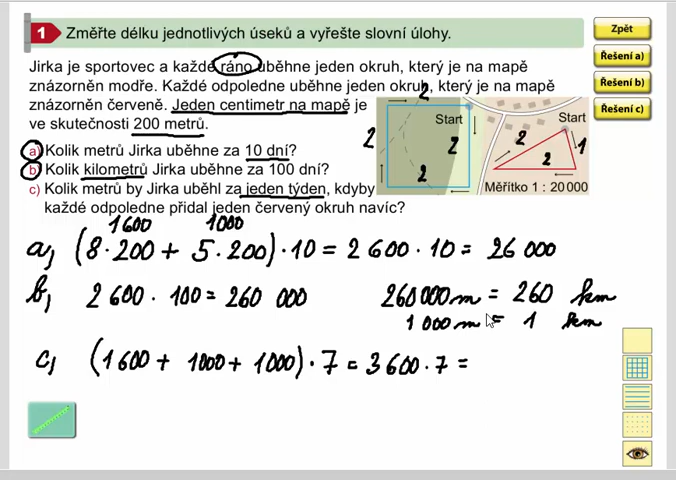 1 Změřte délku jednotlivých úseků a vyřešte slovní úlohy.
Zpět
Řešení a)
Řešení b)
Řešení c)
Jirka je sportovec a každé ráno uběhne jeden okruh, který je na mapě
znázorněn modře. Každé odpoledne uběhne jeden okruh, který je na mapě
znázorněn červeně. Jeden centimetr na mapě je
ve skutečnosti 200 metrů.
a) Kolik metrů Jirka uběhne za 10 dní?
b) Kolik kilometrů Jirka uběhne za 100 dní?
c) Kolik metrů by Jirka uběhl za jeden týden, kdyby
každé odpoledne přidal jeden červený okruh navíc?
2
2
Start
2
2
Start
2
1
2
Měřítko 1 : 20 000
1600 1000
a) (8·200 + 5·200)·10 = 2 600·10 = 26 000
b) 2 600 · 100 = 260 000
260 000 m = 260 km
1 000 m = 1 km
c) (1 600 + 1000 + 1000) · 7 = 3 600 · 7 =